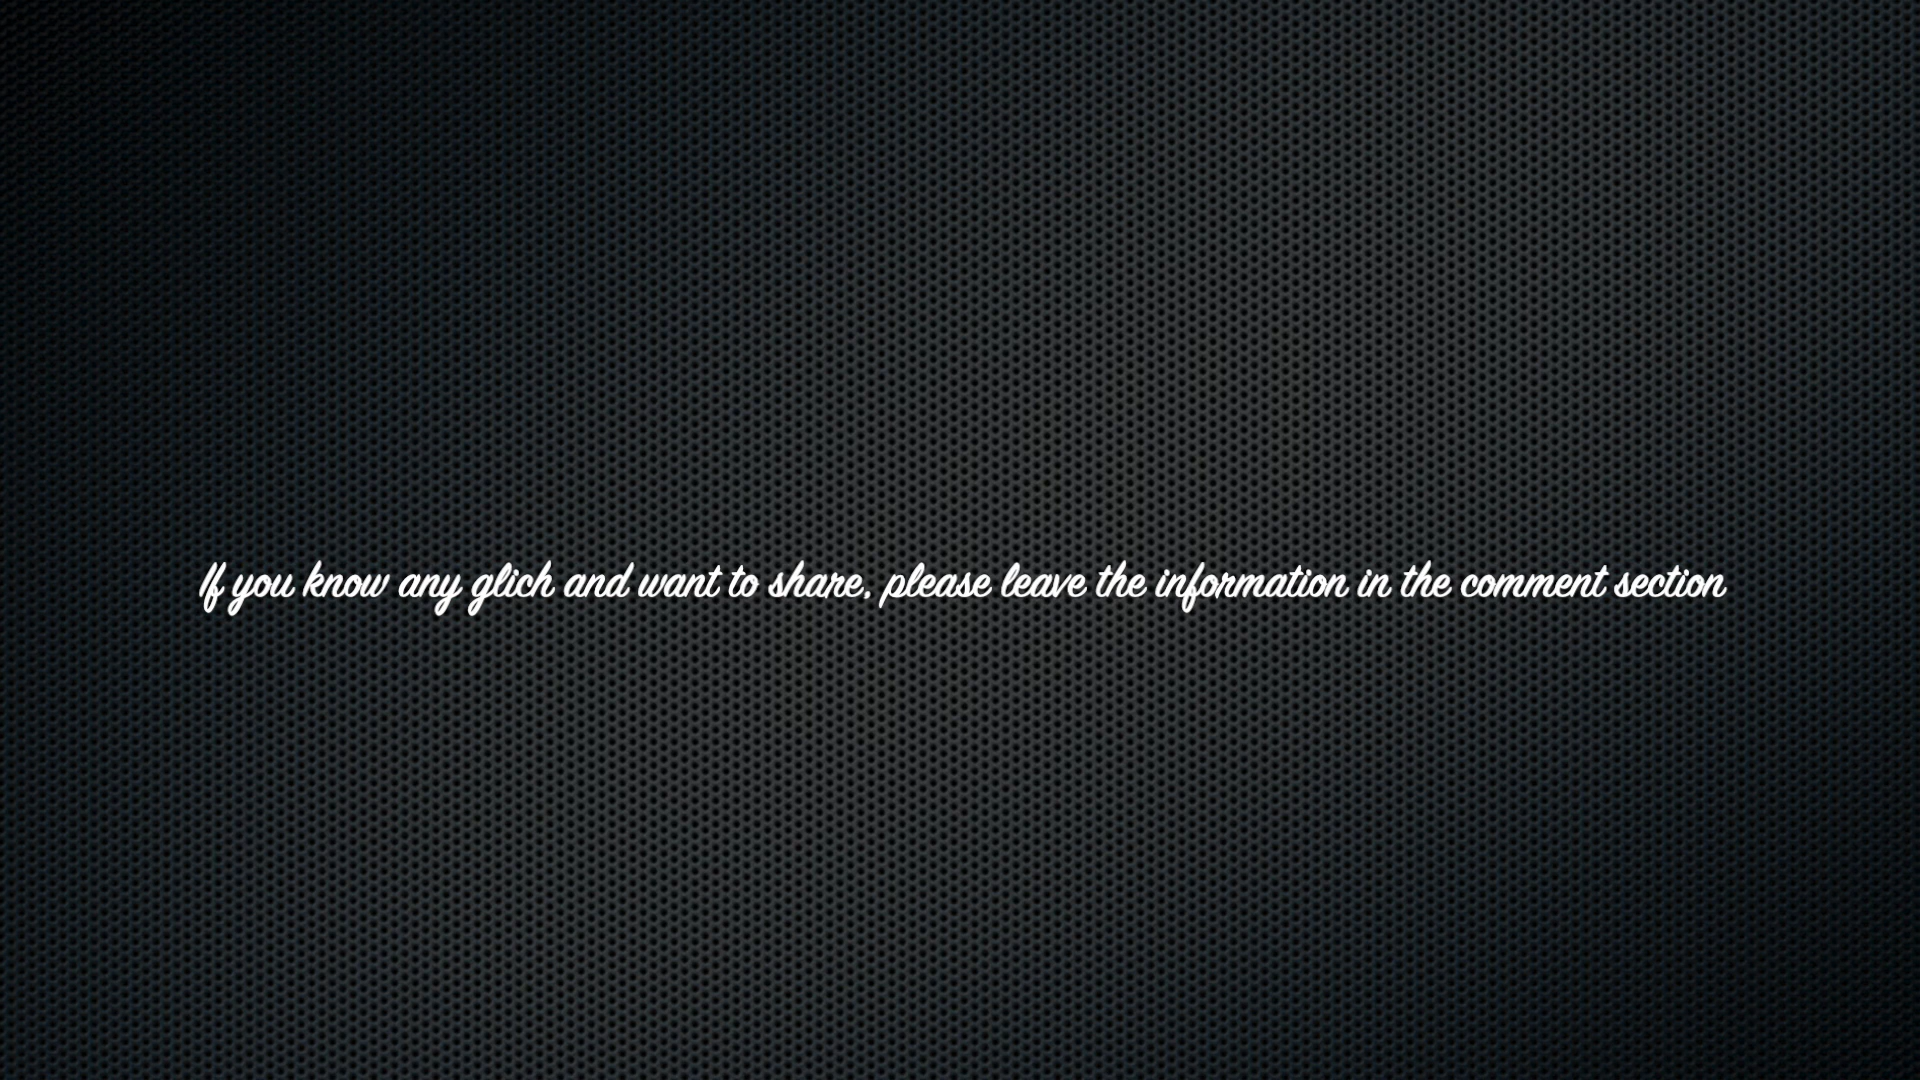 If you know any glich and want to share, please leave the information in the comment section